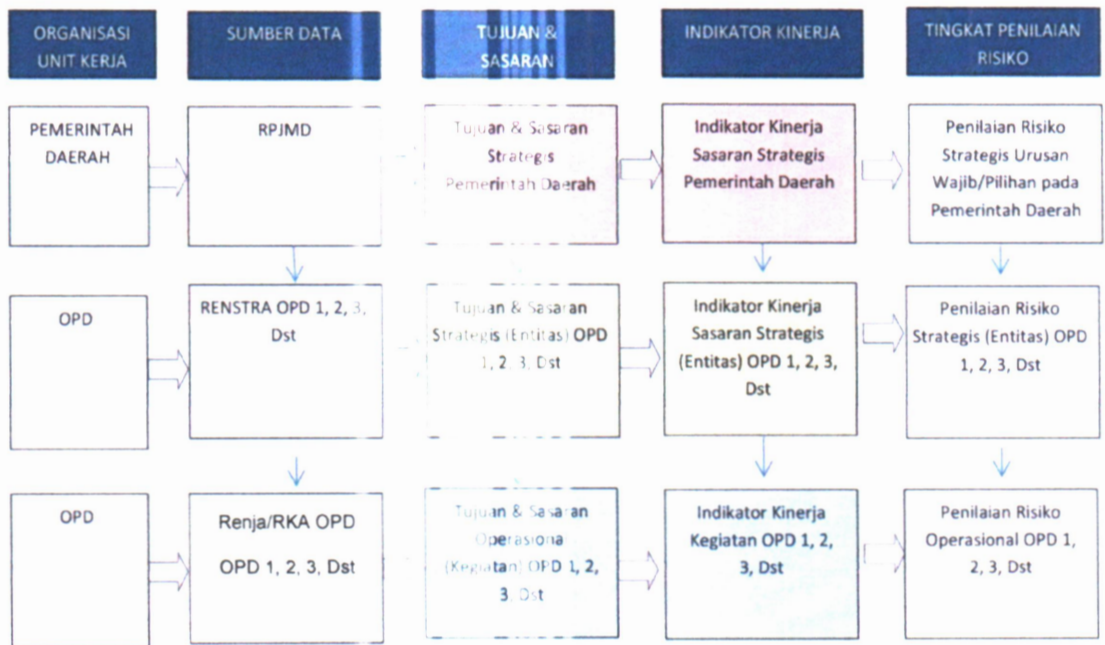 ORGANISASI
UNIT KERJA
SUMBER DATA
TUJUAN &
SASARAN
INDIKATOR KINERJA
TINGKAT PENILAIAN
RISIKO
PEMERINTAH
DAERAH
RPJMD
Tujuan & Sasaran
Strategis
Pemerintah Daerah
Indikator Kinerja
Sasaran Strategis
Pemerintah Daerah
Penilaian Risiko
Strategis Urusan
Wajib/Pilihan pada
Pemerintah Daerah
OPD
RENSTRA OPD 1, 2, 3,
Dst
Tujuan & Sasaran
Strategis (Entitas) OPD
1, 2, 3, Dst
Indikator Kinerja
Sasaran Strategis
(Entitas) OPD 1, 2, 3,
Dst
Penilaian Risiko
Strategis (Entitas) OPD
1, 2, 3, Dst
OPD
Renja/RKA OPD
OPD 1, 2, 3, Dst
Tujuan & Sasaran
Operasiona
(Kegiatan) OPD 1, 2,
3, Dst
Indikator Kinerja
Kegiatan OPD 1, 2,
3, Dst
Penilaian Risiko
Operasional OPD 1,
2, 3, Dst